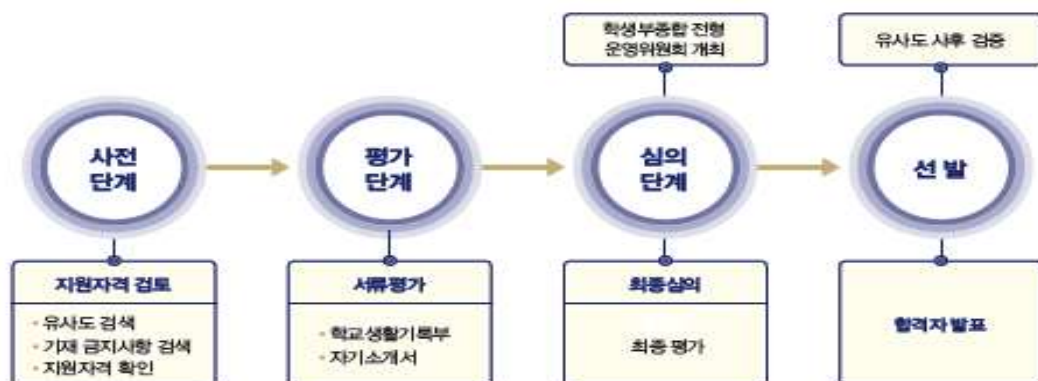 학생부종합 전형
운영위원회 개최
유사도 사후 검증
사전
단계
평가
단계
심의
단계
선 발
지원자격 검토
• 유사도 검색
• 기재 금지사항 검색
• 지원자격 확인
서류평가
• 학교생활기록부
• 자기소개서
최종심의
최종 평가
합격자 발표